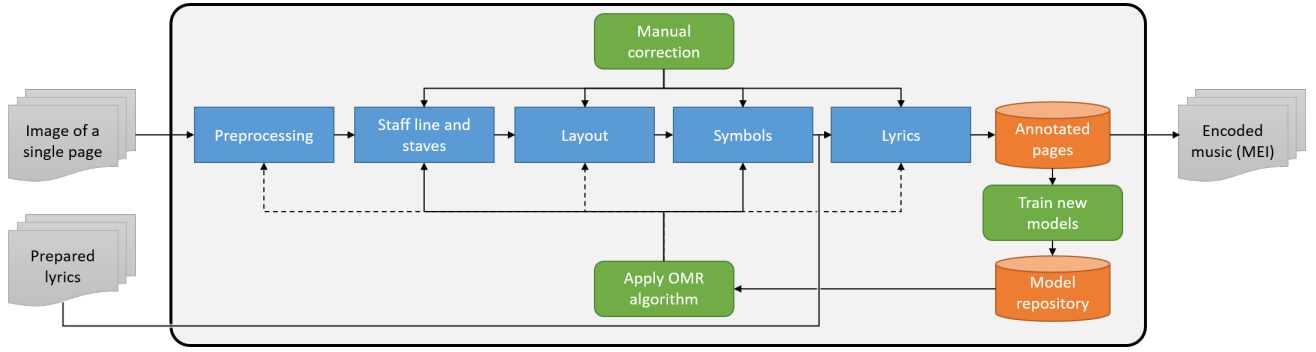 Manual
correction
Image of a
single page
Preprocessing
Staff line and
staves
Layout
Symbols
Lyrics
Annotated
pages
Encoded
music (MEI)
Prepared
lyrics
Train new
models
Apply OMR
algorithm
Model
repository